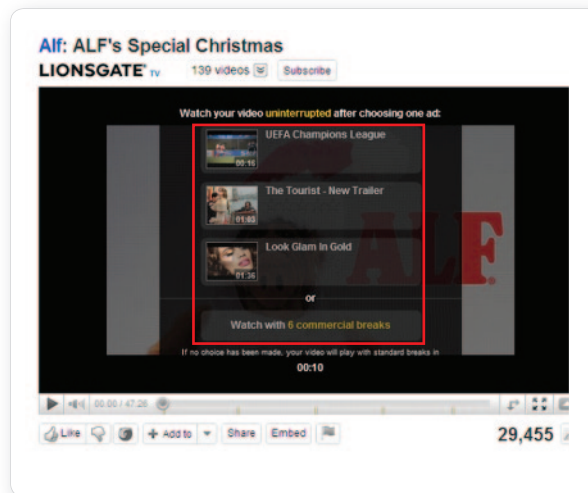 Alf: ALF's Special Christmas
LIONSGATE TV 139 videos Subscribe
Watch your video uninterrupted after choosing one ad:
UEFA Champions League
00:16
The Tourist - New Trailer
01:03
Look Glam In Gold
01:36
ALF
or
Watch with 6 commercial breaks
If no choice has been made, your video will play with standard breaks in
00:10
00:00 / 47:26
Like Add to Share Embed 29,455